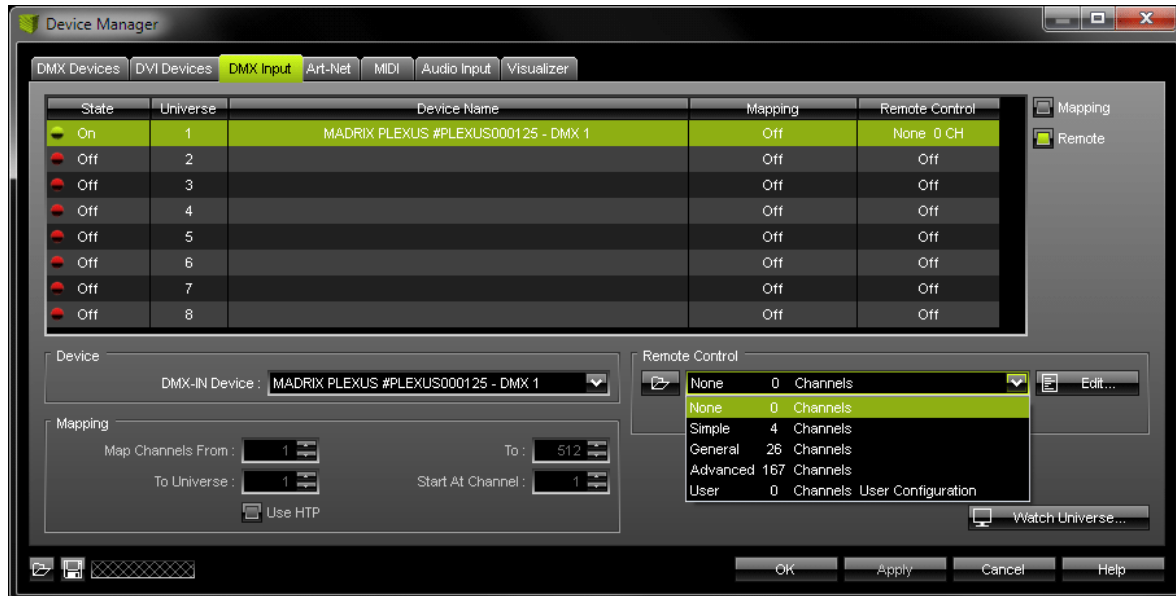 Device Manager
DMX Devices DVI Devices DMX Input Art-Net MIDI Audio Input Visualizer
State Universe Device Name Mapping Remote Control
On 1 MADRIX PLEXUS #PLEXUS000125 - DMX 1 Off None 0 CH
Off 2 Off Off
Off 3 Off Off
Off 4 Off Off
Off 5 Off Off
Off 6 Off Off
Off 7 Off Off
Off 8 Off Off
Mapping
Remote
Device
DMX-IN Device : MADRIX PLEXUS #PLEXUS000125 - DMX 1
Mapping
Map Channels From : 1 To : 512
To Universe : 1 Start At Channel : 1
Use HTP
Remote Control
None 0 Channels Edit...
None 0 Channels
Simple 4 Channels
General 26 Channels
Advanced 167 Channels
User 0 Channels User Configuration
Watch Universe...
OK Apply Cancel Help